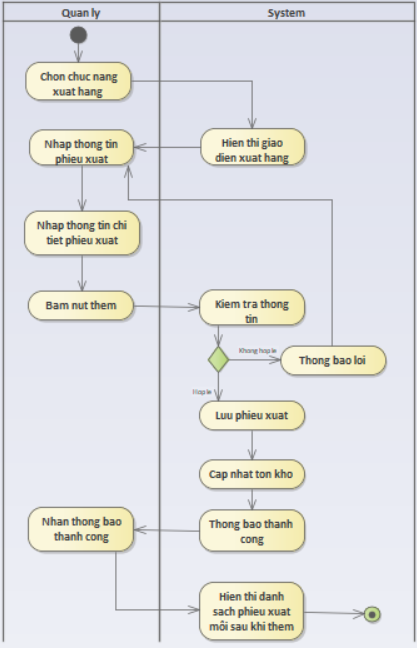 Quan ly
System
Chon chuc nang
xuat hang
Hien thi giao
dien xuat hang
Nhap thong tin
phieu xuat
Nhap thong tin chi
tiet phieu xuat
Bam nut them
Kiem tra thong
tin
Khong hop le
Thong bao loi
Hop le
Luu phieu xuat
Cap nhat ton kho
Thong bao thanh
cong
Nhan thong bao
thanh cong
Hien thi danh
sach phieu xuat
mới sau khi them